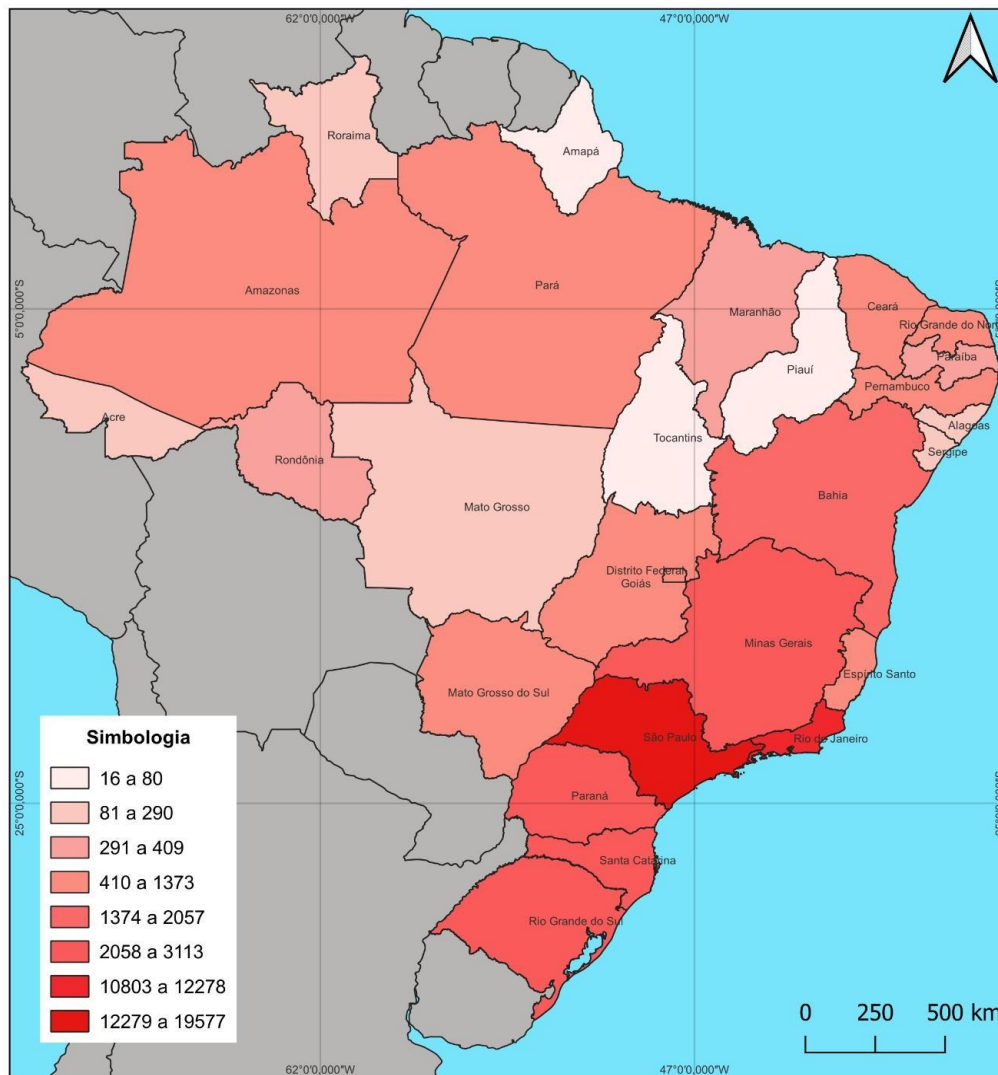 62°0'0,000"W
47°0'0,000"W
Roraima
Amapá
Amazonas
Pará
5°0'0,000"S
Ceará
Maranhão
Rio Grande do Nor
Paraíba
Piauí
Pernambuco
Acre
Alagoas
Tocantins
Sergipe
Rondônia
Bahia
Mato Grosso
Distrito Federal
Goiás
Minas Gerais
Espírito Santo
Mato Grosso do Sul
São Paulo
Rio de Janeiro
Paraná
25°0'0,000"S
Santa Catarina
Rio Grande do Sul
Simbologia
16 a 80
81 a 290
291 a 409
410 a 1373
1374 a 2057
2058 a 3113
10803 a 12278
12279 a 19577
0 250 500 km
62°0'0,000"W
47°0'0,000"W